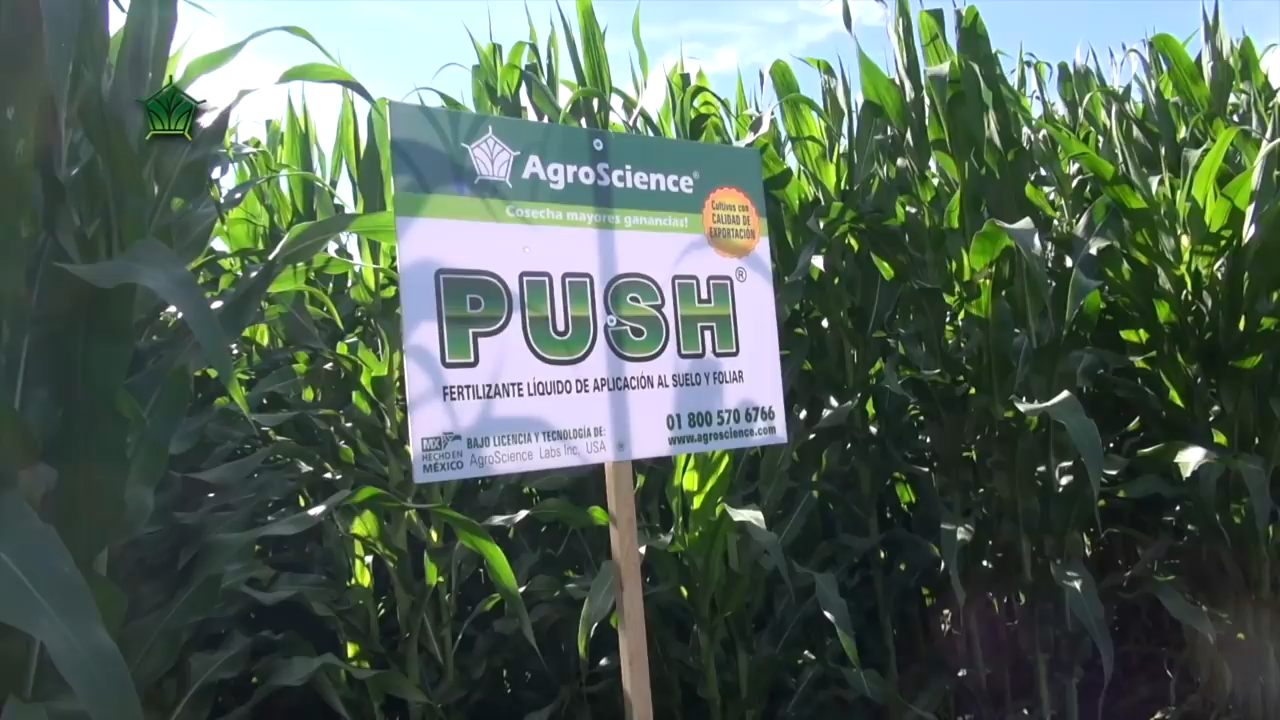 AgroScience®
Cosecha mayores ganancias!
Cultivos con
CALIDAD DE
EXPORTACIÓN
PUSH®
FERTILIZANTE LÍQUIDO DE APLICACIÓN AL SUELO Y FOLIAR
01 800 570 6766
www.agroscience.com
HECHO EN
MÉXICO
BAJO LICENCIA Y TECNOLOGÍA DE:
AgroScience Labs Inc. USA